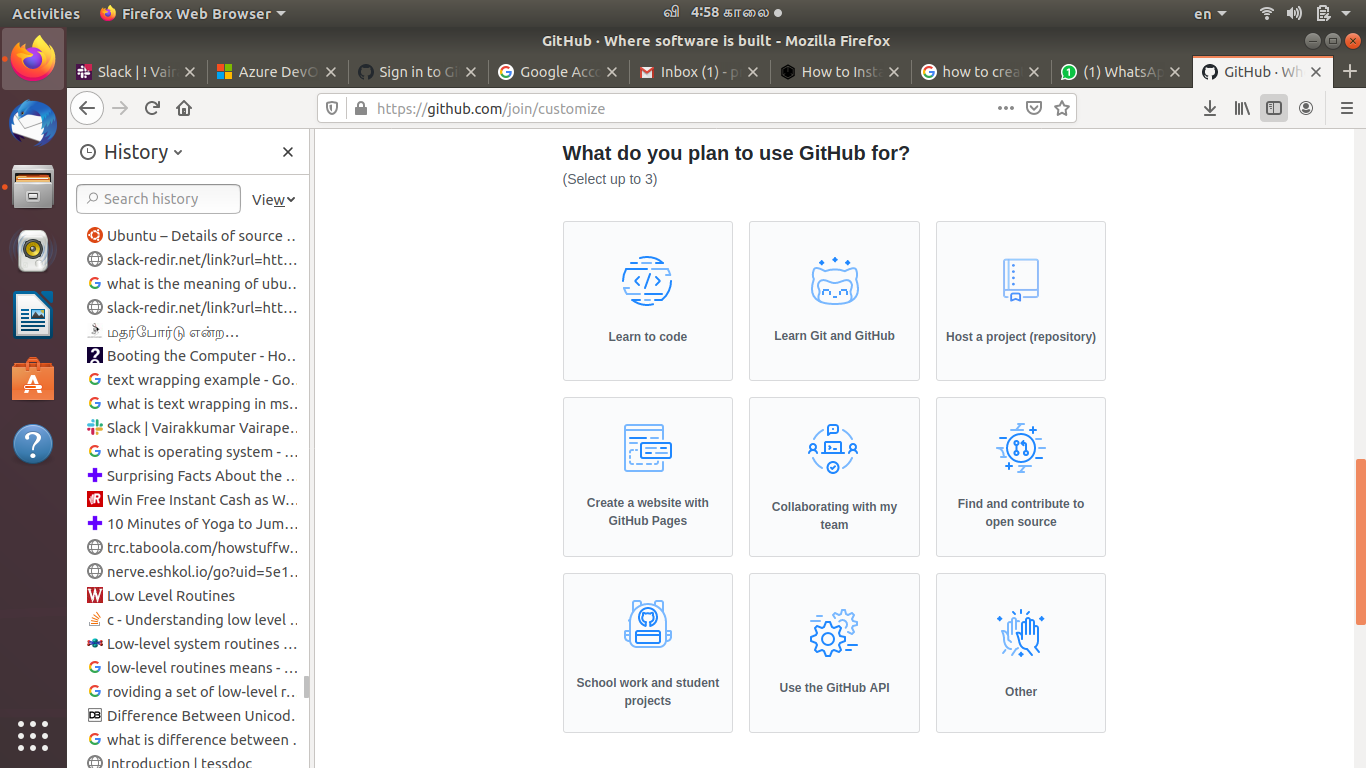 Activities Firefox Web Browser வி 4:58 காலை en
GitHub · Where software is built - Mozilla Firefox
Slack | ! Vair Azure DevO Sign in to Gi Google Acco Inbox (1) - p How to Insta how to crea (1) WhatsAp GitHub · Wh
https://github.com/join/customize
History
Search history View
Ubuntu – Details of source ..
slack-redir.net/link?url=htt…
what is the meaning of ubu..
slack-redir.net/link?url=htt…
மதர்போர்டு என்ற…
Booting the Computer - Ho..
text wrapping example - Go..
what is text wrapping in ms..
Slack | Vairakkumar Vairape..
what is operating system - …
Surprising Facts About the …
Win Free Instant Cash as W..
10 Minutes of Yoga to Jum…
trc.taboola.com/howstuffw..
nerve.eshkol.io/go?uid=5e1..
Low Level Routines
c - Understanding low level ..
Low-level system routines …
low-level routines means - …
roviding a set of low-level r..
Difference Between Unicod..
what is difference between .
Introduction | tessdoc
What do you plan to use GitHub for?
(Select up to 3)
Learn to code
Learn Git and GitHub
Host a project (repository)
Create a website with
GitHub Pages
Collaborating with my
team
Find and contribute to
open source
School work and student
projects
Use the GitHub API
Other